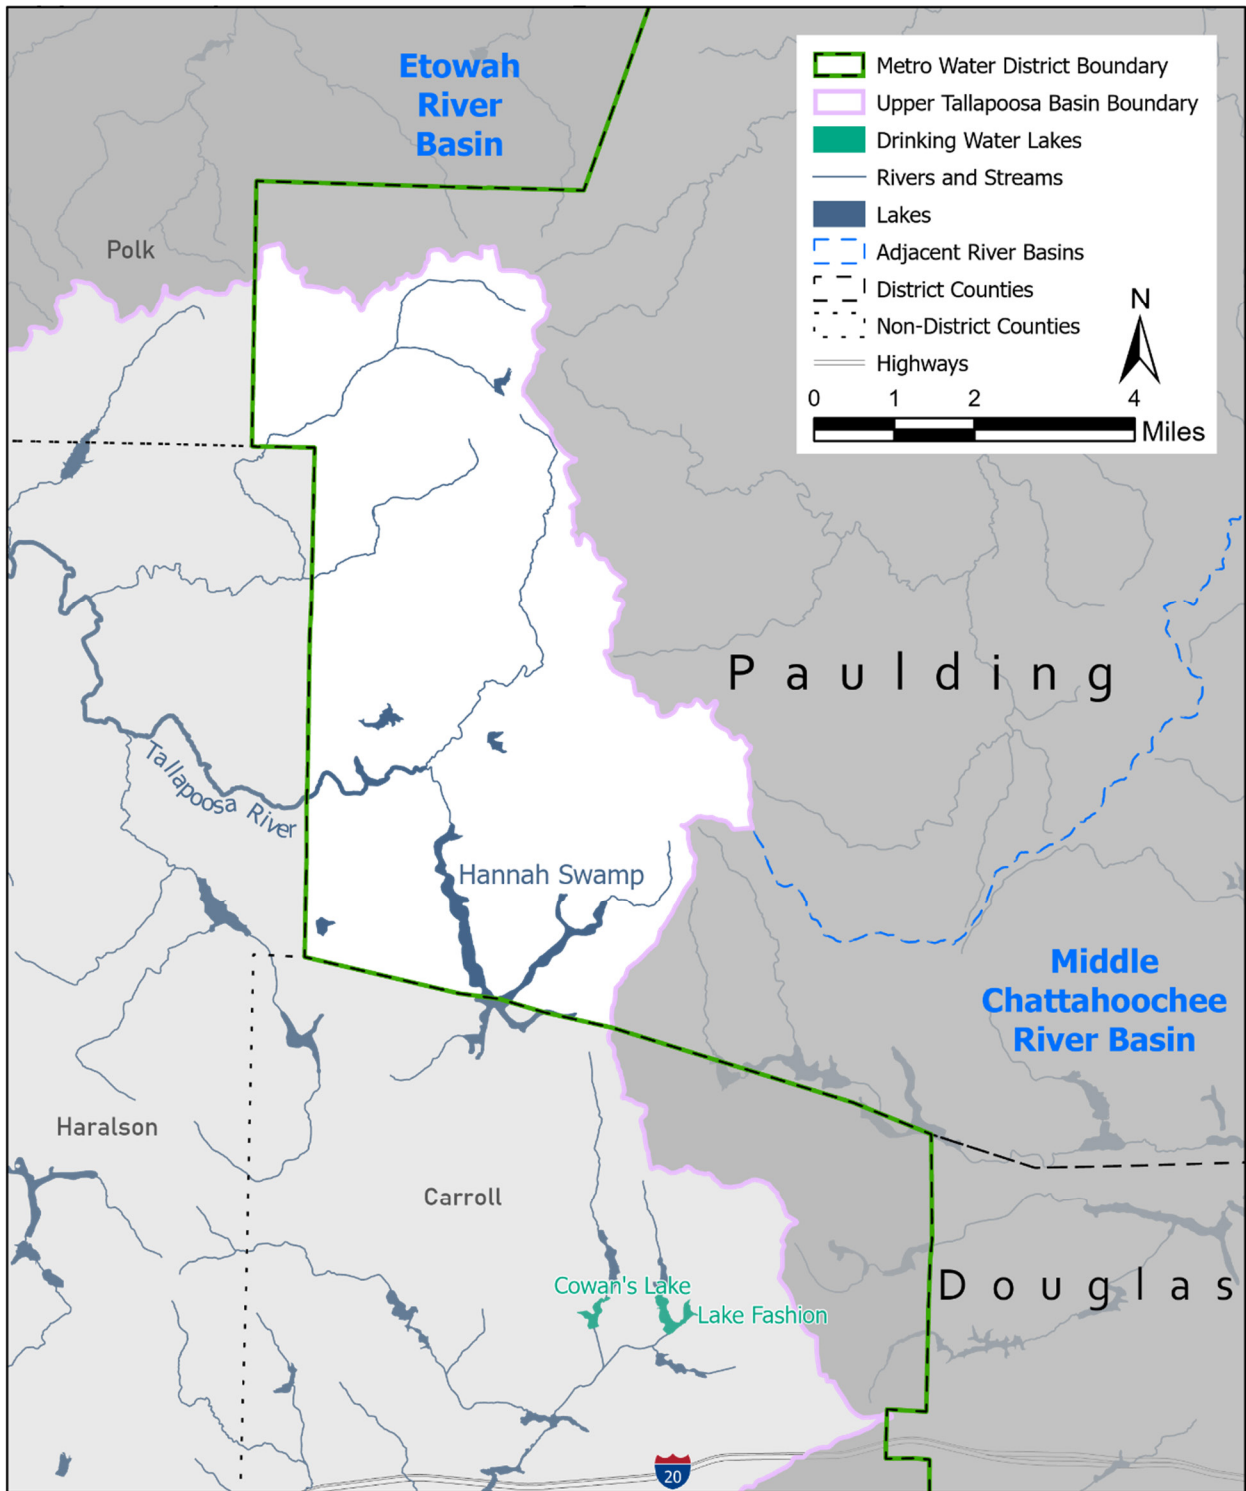 Etowah
River
Basin
Metro Water District Boundary
Upper Tallapoosa Basin Boundary
Drinking Water Lakes
Rivers and Streams
Lakes
Adjacent River Basins
District Counties
Non-District Counties
Highways
N
0 1 2 4
Miles
Polk
Paulding
Tallapoosa River
Hannah Swamp
Middle
Chattahoochee
River Basin
Haralson
Carroll
Cowan's Lake
Lake Fashion
Douglas
20